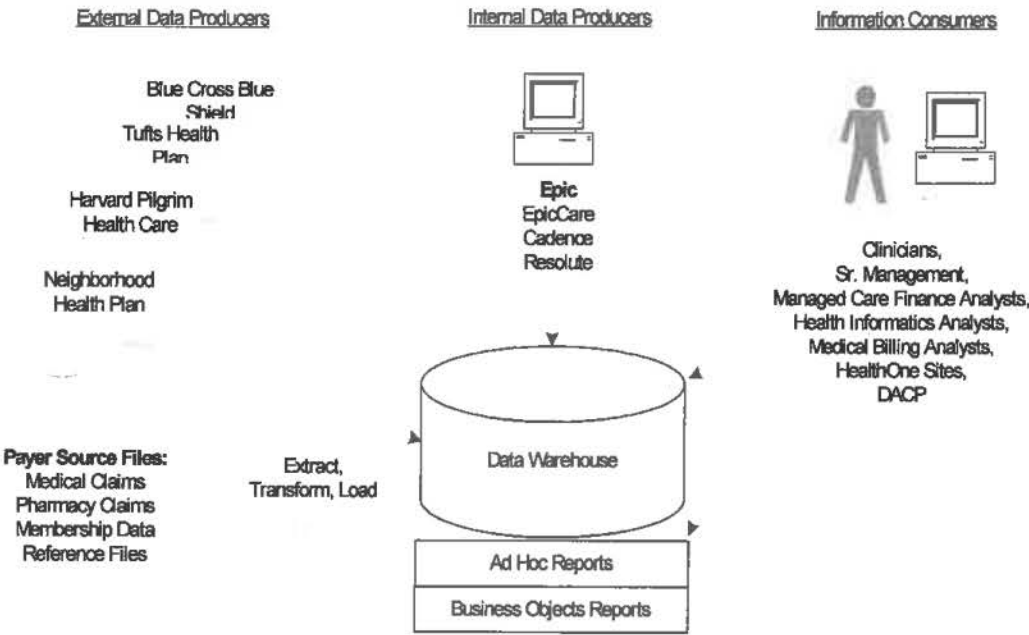 External Data Producers
Blue Cross Blue
Shield
Tufts Health
Plan
Harvard Pilgrim
Health Care
Neighborhood
Health Plan
Payer Source Files:
Medical Claims
Pharmacy Claims
Membership Data
Reference Files
Extract,
Transform, Load
Internal Data Producers
Epic
EpicCare
Cadence
Resolute
Data Warehouse
Ad Hoc Reports
Business Objects Reports
Information Consumers
Clinicians,
Sr. Management,
Managed Care Finance Analysts,
Health Informatics Analysts,
Medical Billing Analysts,
HealthOne Sites,
DACP